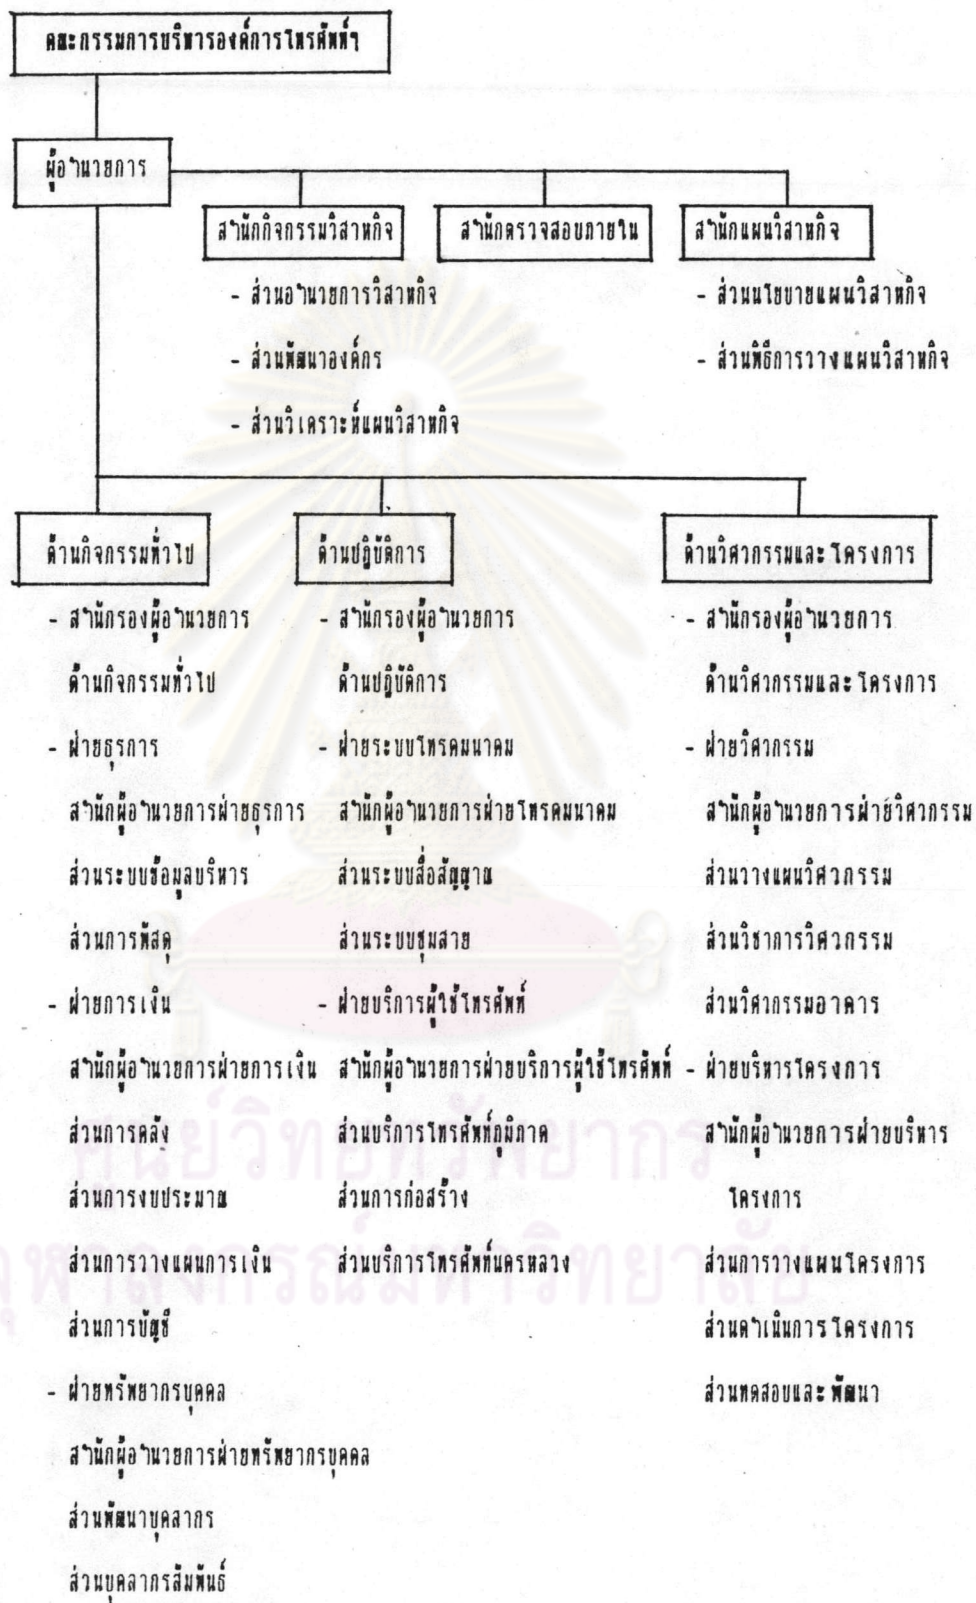 คณะกรรมการบริหารองค์การโทรศัพท์ฯ
ผู้อำนวยการ
สำนักกิจกรรมวิสาหกิจ
สำนักตรวจสอบภายใน
สำนักแผนวิสาหกิจ
- ส่วนอำนวยการวิสาหกิจ
- ส่วนนโยบายแผนวิสาหกิจ
- ส่วนพัฒนาองค์กร
- ส่วนพิธีการวางแผนวิสาหกิจ
- ส่วนวิเคราะห์แผนวิสาหกิจ
ด้านกิจกรรมทั่วไป
- สำนักรองผู้อำนวยการ
ด้านกิจกรรมทั่วไป
- ฝ่ายธุรการ
สำนักผู้อำนวยการฝ่ายธุรการ
ส่วนระบบข้อมูลบริหาร
ส่วนการพัสดุ
- ฝ่ายการเงิน
สำนักผู้อำนวยการฝ่ายการเงิน
ส่วนการคลัง
ส่วนการงบประมาณ
ส่วนการวางแผนการเงิน
ส่วนการบัญชี
- ฝ่ายทรัพยากรบุคคล
สำนักผู้อำนวยการฝ่ายทรัพยากรบุคคล
ส่วนพัฒนาบุคลากร
ส่วนบุคลากรสัมพันธ์
ด้านปฏิบัติการ
- สำนักรองผู้อำนวยการ
ด้านปฏิบัติการ
- ฝ่ายระบบโทรคมนาคม
สำนักผู้อำนวยการฝ่ายโทรคมนาคม
ส่วนระบบสื่อสัญญาณ
ส่วนระบบชุมสาย
- ฝ่ายบริการผู้ใช้โทรศัพท์
สำนักผู้อำนวยการฝ่ายบริการผู้ใช้โทรศัพท์
ส่วนบริการโทรศัพท์ภูมิภาค
ส่วนการก่อสร้าง
ส่วนบริการโทรศัพท์นครหลวง
ด้านวิศวกรรมและโครงการ
- สำนักรองผู้อำนวยการ
ด้านวิศวกรรมและโครงการ
- ฝ่ายวิศวกรรม
สำนักผู้อำนวยการฝ่ายวิศวกรรม
ส่วนวางแผนวิศวกรรม
ส่วนวิชาการวิศวกรรม
ส่วนวิศวกรรมอาคาร
- ฝ่ายบริหารโครงการ
สำนักผู้อำนวยการฝ่ายบริหาร
โครงการ
ส่วนการวางแผนโครงการ
ส่วนดำเนินการโครงการ
ส่วนทดสอบและพัฒนา
ศูนย์วิทยทรัพยากร
จุฬาลงกรณ์มหาวิทยาลัย